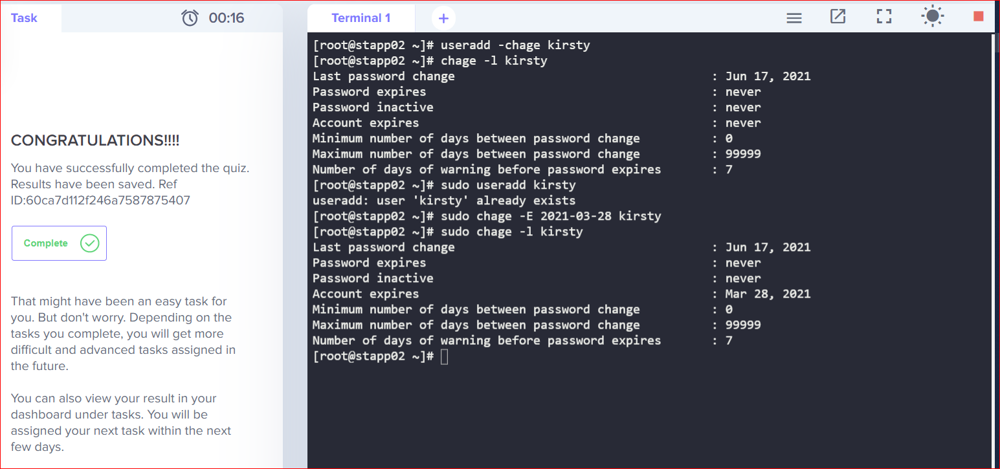 Task
00:16
CONGRATULATIONS!!!!
You have successfully completed the quiz.
Results have been saved. Ref
ID:60ca7d112f246a7587875407
Complete
That might have been an easy task for
you. But don't worry. Depending on the
tasks you complete, you will get more
difficult and advanced tasks assigned in
the future.
You can also view your result in your
dashboard under tasks. You will be
assigned your next task within the next
few days.
Terminal 1
+
[root@stapp02 ~]# useradd -chage kirsty
[root@stapp02 ~]# chage -l kirsty
Last password change : Jun 17, 2021
Password expires : never
Password inactive : never
Account expires : never
Minimum number of days between password change : 0
Maximum number of days between password change : 99999
Number of days of warning before password expires : 7
[root@stapp02 ~]# sudo useradd kirsty
useradd: user 'kirsty' already exists
[root@stapp02 ~]# sudo chage -E 2021-03-28 kirsty
[root@stapp02 ~]# sudo chage -l kirsty
Last password change : Jun 17, 2021
Password expires : never
Password inactive : never
Account expires : Mar 28, 2021
Minimum number of days between password change : 0
Maximum number of days between password change : 99999
Number of days of warning before password expires : 7
[root@stapp02 ~]#